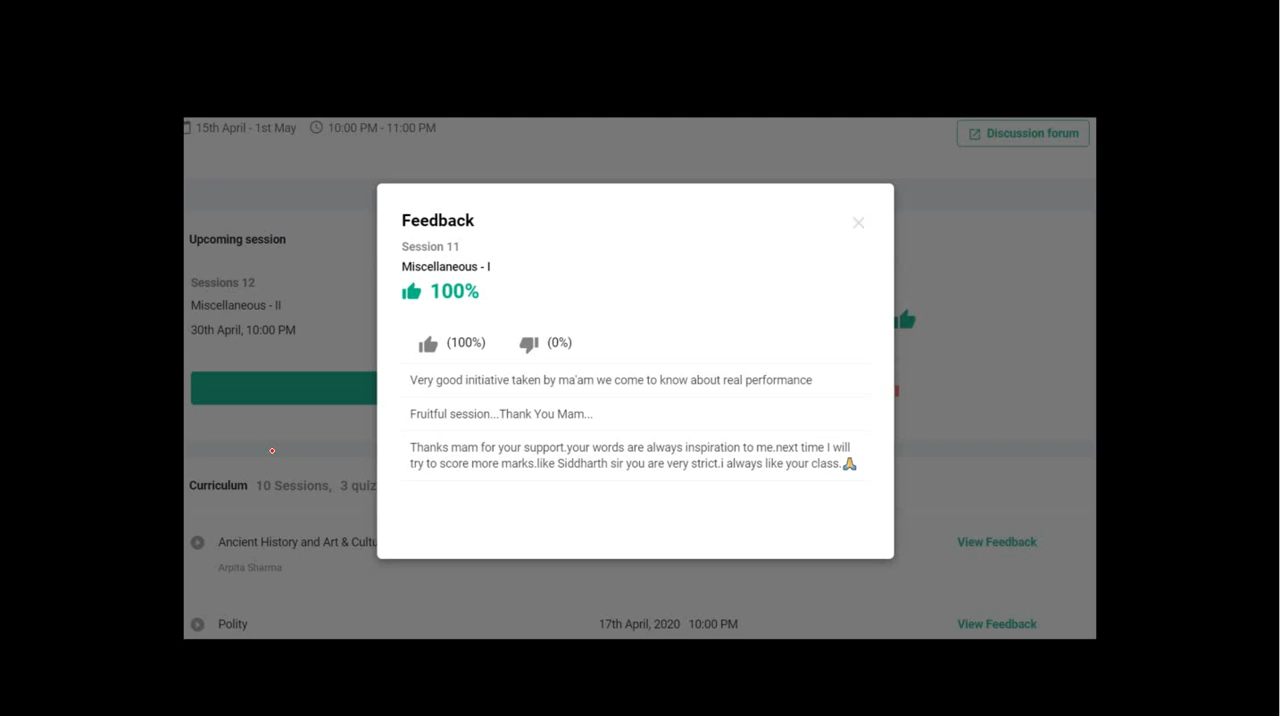 15th April - 1st May 10:00 PM - 11:00 PM
Discussion forum
Feedback
Session 11
Miscellaneous - I
100%
(100%) (0%)
Very good initiative taken by ma'am we come to know about real performance
Fruitful session...Thank You Mam...
Thanks mam for your support.your words are always inspiration to me.next time I will
try to score more marks.like Siddharth sir you are very strict.i always like your class.🙏
Upcoming session
Sessions 12
Miscellaneous - II
30th April, 10:00 PM
Curriculum 10 Sessions, 3 quiz
Ancient History and Art & Cultu
View Feedback
Arpita Sharma
Polity 17th April, 2020 10:00 PM View Feedback